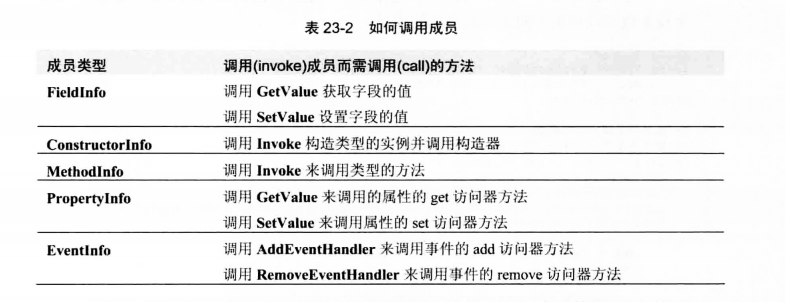 表 23-2 如何调用成员
成员类型 调用(invoke)成员而需调用(call)的方法
FieldInfo 调用 GetValue 获取字段的值
调用 SetValue 设置字段的值
ConstructorInfo 调用 Invoke 构造类型的实例并调用构造器
MethodInfo 调用 Invoke 来调用类型的方法
PropertyInfo 调用 GetValue 来调用的属性的 get 访问器方法
调用 SetValue 来调用属性的 set 访问器方法
EventInfo 调用 AddEventHandler 来调用事件的 add 访问器方法
调用 RemoveEventHandler 来调用事件的 remove 访问器方法